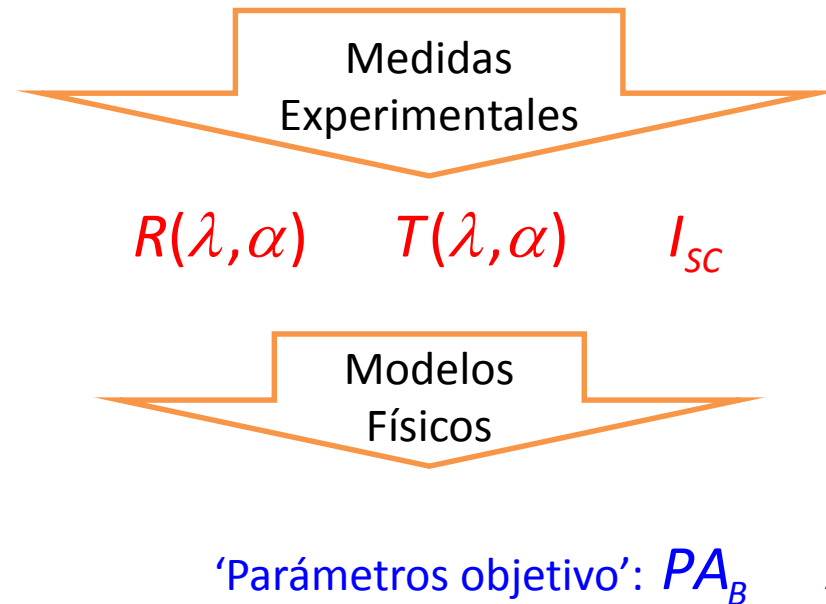 Medidas
Experimentales
R(λ,α) T(λ,α) I_SC
Modelos
Físicos
‘Parámetros objetivo’: PA_B